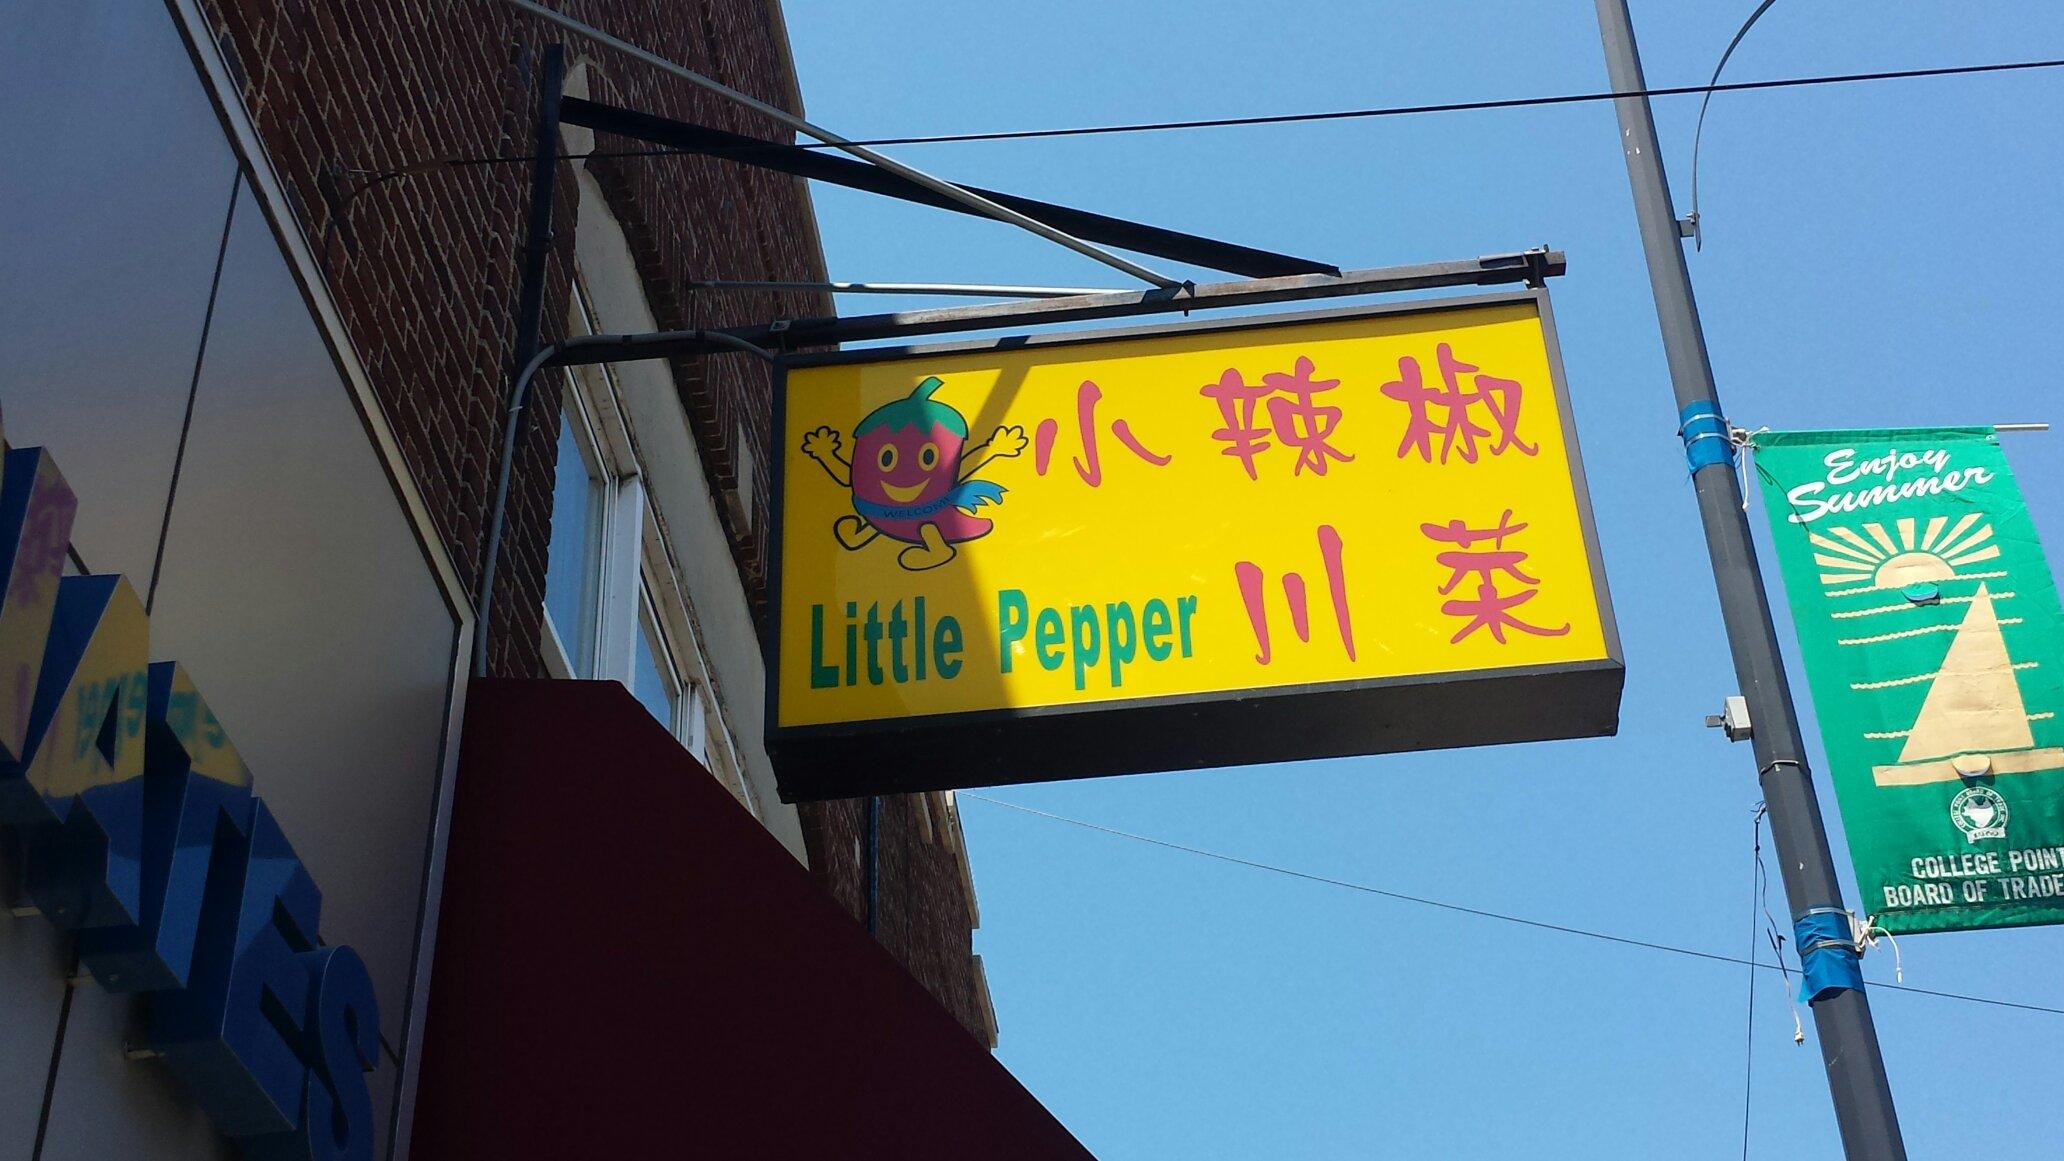 小辣椒
WELCOME
Little Pepper
川菜
Enjoy
Summer
COLLEGE POINT
BOARD OF TRADE